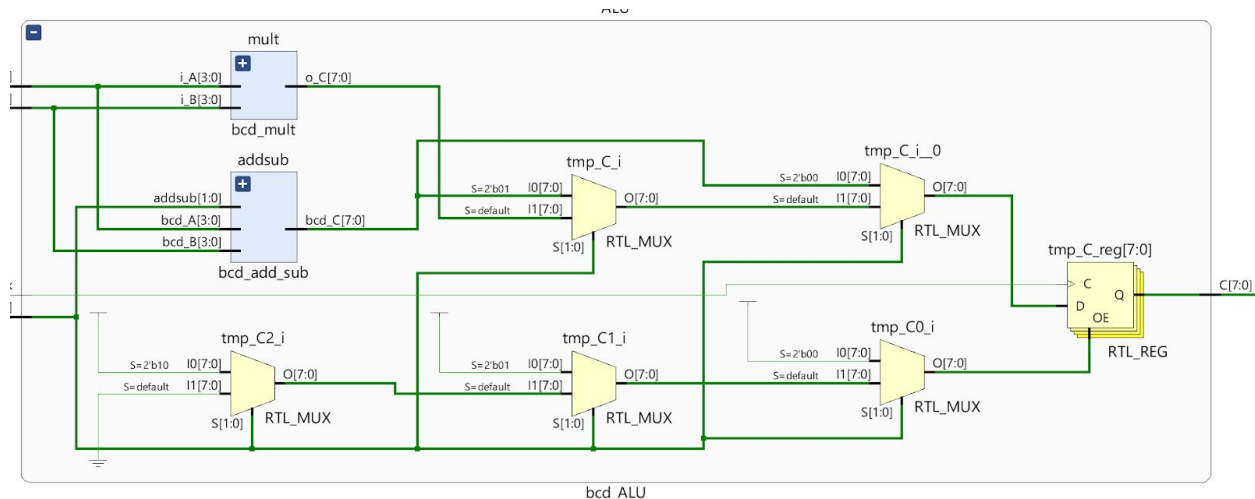 ALU
mult
i_A[3:0]
o_C[7:0]
i_B[3:0]
bcd_mult
addsub
addsub[1:0]
bcd_A[3:0]
bcd_C[7:0]
bcd_B[3:0]
bcd_add_sub
tmp_C_i
S=2'b01 I0[7:0]
S=default I1[7:0]
O[7:0]
S[1:0]
RTL_MUX
tmp_C_i__0
S=2'b00 I0[7:0]
S=default I1[7:0]
O[7:0]
S[1:0]
RTL_MUX
tmp_C_reg[7:0]
C
Q
D
OE
RTL_REG
C[7:0]
tmp_C2_i
S=2'b10 I0[7:0]
S=default I1[7:0]
O[7:0]
S[1:0]
RTL_MUX
tmp_C1_i
S=2'b01 I0[7:0]
S=default I1[7:0]
O[7:0]
S[1:0]
RTL_MUX
tmp_C0_i
S=2'b00 I0[7:0]
S=default I1[7:0]
O[7:0]
S[1:0]
RTL_MUX
bcd_ALU